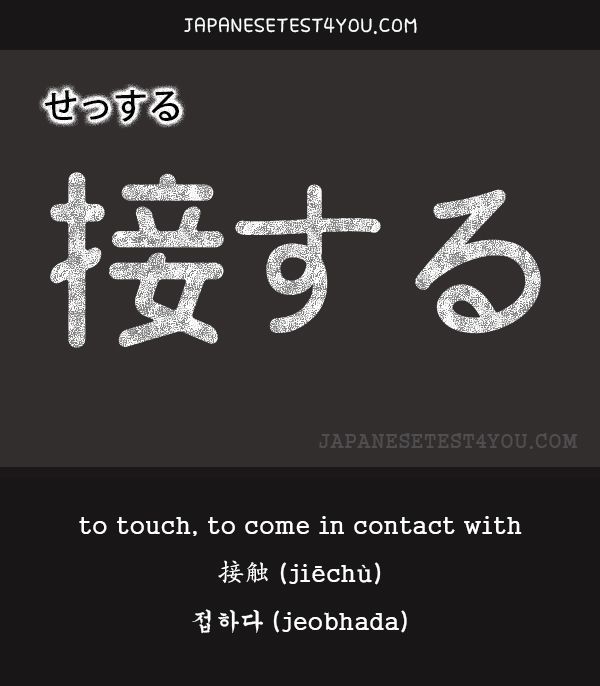 JAPANESETEST4YOU.COM
せっする
接する
JAPANESETEST4YOU.COM
to touch, to come in contact with
接触 (jiēchù)
접하다 (jeobhada)